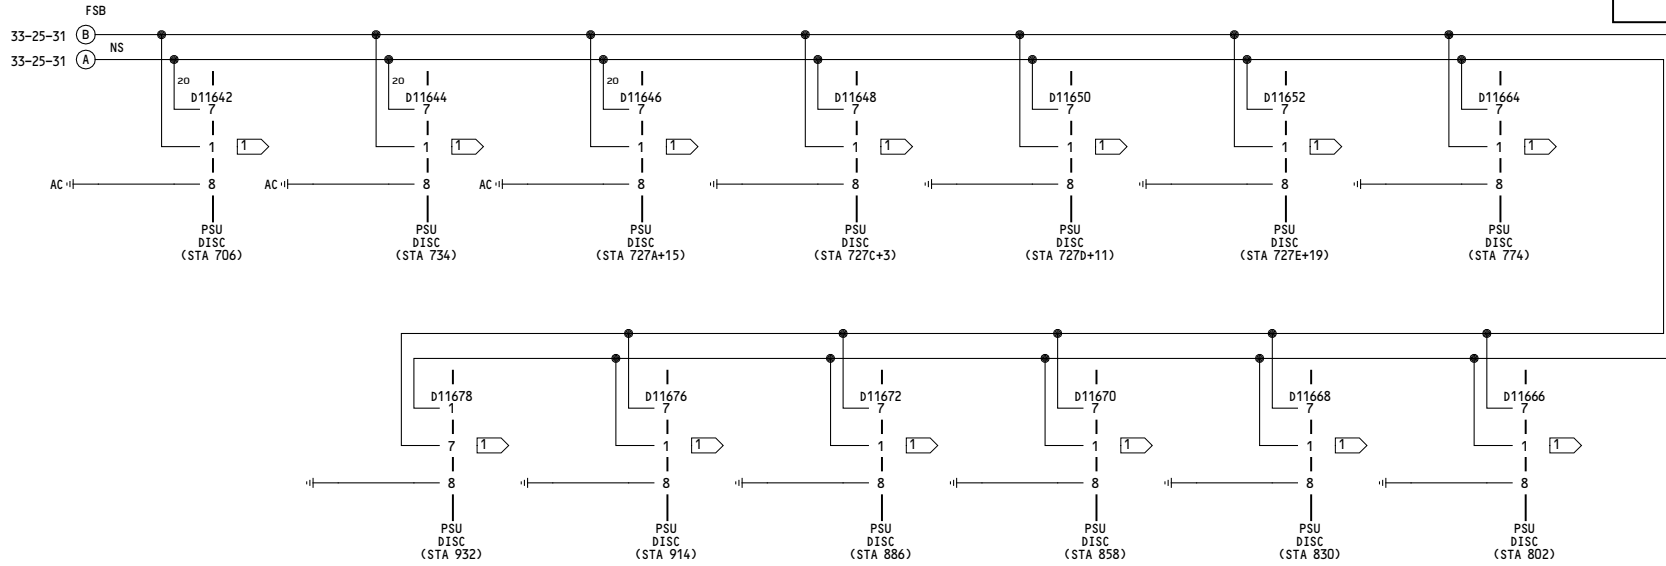 FSB
33-25-31 B
NS
33-25-31 A
20 20 20
D11642 D11644 D11646 D11648 D11650 D11652 D11664
7 7 7 7 7 7 7
1 1 1 1 1 1 1 1 1 1 1 1 1 1
AC 8 AC 8 AC 8 8 8 8 8
PSU PSU PSU PSU PSU PSU PSU
DISC DISC DISC DISC DISC DISC DISC
(STA 706) (STA 734) (STA 727A+15) (STA 727C+3) (STA 727D+11) (STA 727E+19) (STA 774)
D11678 D11676 D11672 D11670 D11668 D11666
1 7 7 7 7 7
7 1 1 1 1 1 1 1 1 1 1 1
8 8 8 8 8 8
PSU PSU PSU PSU PSU PSU
DISC DISC DISC DISC DISC DISC
(STA 932) (STA 914) (STA 886) (STA 858) (STA 830) (STA 802)